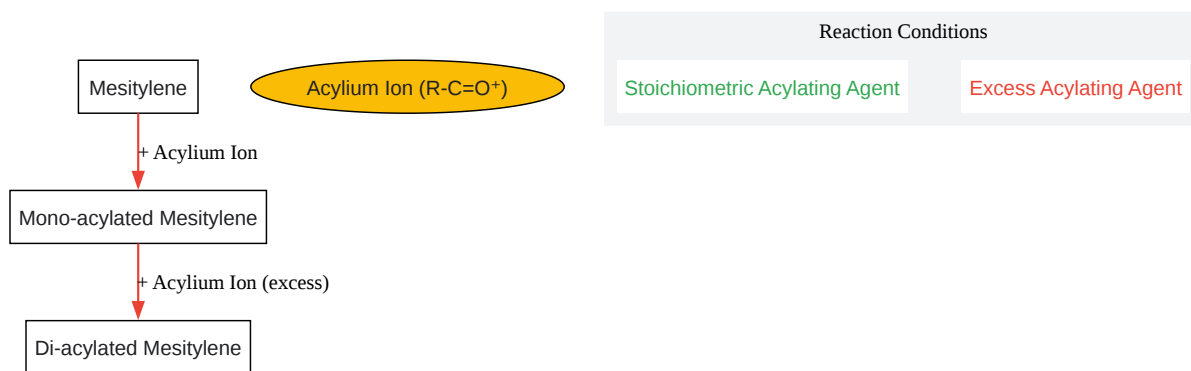 Reaction Conditions
Mesitylene
Acylium Ion (R-C=O⁺)
Stoichiometric Acylating Agent
Excess Acylating Agent
+ Acylium Ion
Mono-acylated Mesitylene
+ Acylium Ion (excess)
Di-acylated Mesitylene